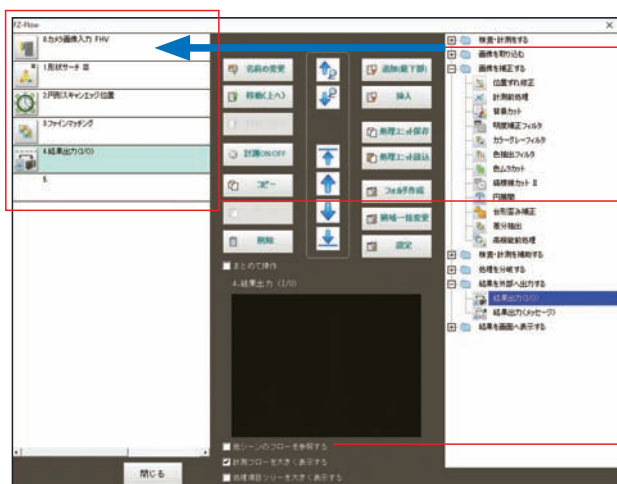 FZ-Flow
0.カメラ画像入力 FHV
1.形状サーチ Ⅲ
2.円形スキャンエッジ位置
3.ファインマッチング
4.結果出力(I/O)
5.
閉じる
名前の変更
移動(上へ)
計測ON/OFF
コピー
削除
追加(最下部)
挿入
処理ユニット保存
処理ユニット読込
フォルダ作成
領域一括変更
設定
まとめて操作
4.結果出力 (I/O)
他シーンのフローを参照する
計測フローを大きく表示する
処理項目ツリーを大きく表示する
検査・計測をする
画像を取り込む
画像を補正する
位置ずれ修正
計測前処理
背景カット
明度補正フィルタ
カラーグレーフィルタ
色抽出フィルタ
色ムラカット
縞模様カット Ⅱ
円展開
台形歪み補正
差分抽出
高機能前処理
検査・計測を補助する
処理を分岐する
結果を外部へ出力する
結果出力(I/O)
結果出力(メッセージ)
結果を画面へ表示する